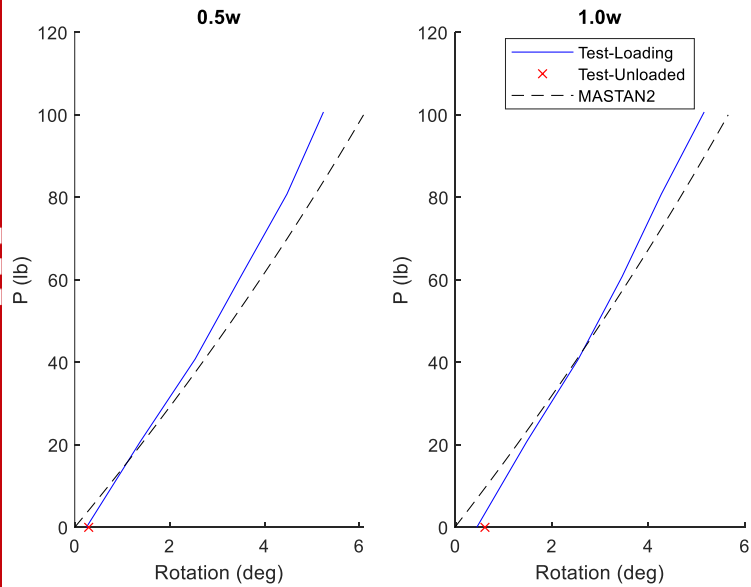 0.5w
120
100
80
60
40
20
0
P (lb)
0 2 4 6
Rotation (deg)
1.0w
Test-Loading
Test-Unloaded
MASTAN2
120
100
80
60
40
20
0
P (lb)
0 2 4 6
Rotation (deg)